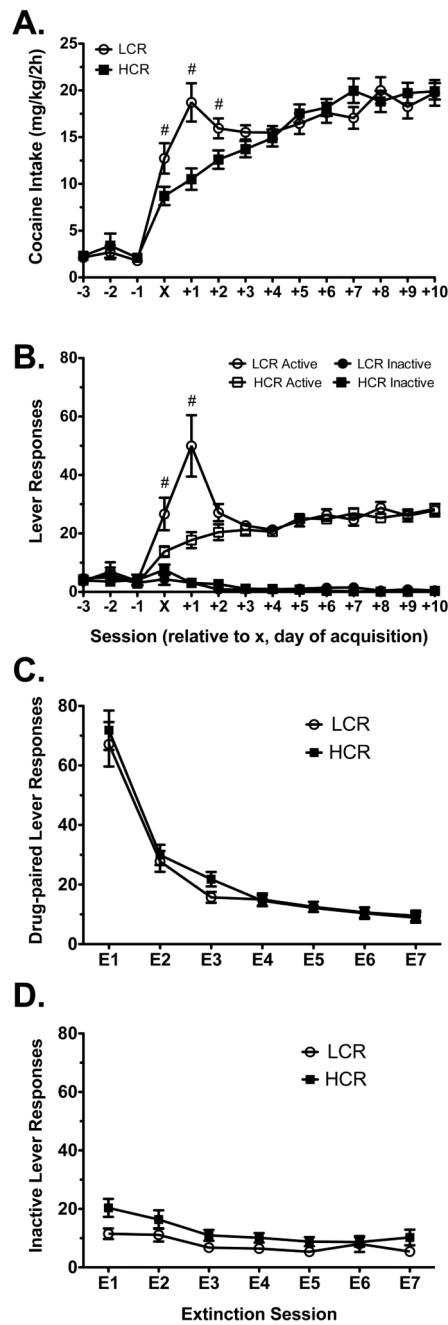 A.
Cocaine Intake (mg/kg/2h)
25
20
15
10
5
0
LCR
HCR
# # #
-3 -2 -1 X +1 +2 +3 +4 +5 +6 +7 +8 +9 +10
B.
Lever Responses
80
60
40
20
0
LCR Active LCR Inactive
HCR Active HCR Inactive
# #
-3 -2 -1 X +1 +2 +3 +4 +5 +6 +7 +8 +9 +10
Session (relative to x, day of acquisition)
C.
Drug-paired Lever Responses
80
60
40
20
0
LCR
HCR
E1 E2 E3 E4 E5 E6 E7
D.
Inactive Lever Responses
80
60
40
20
0
LCR
HCR
E1 E2 E3 E4 E5 E6 E7
Extinction Session